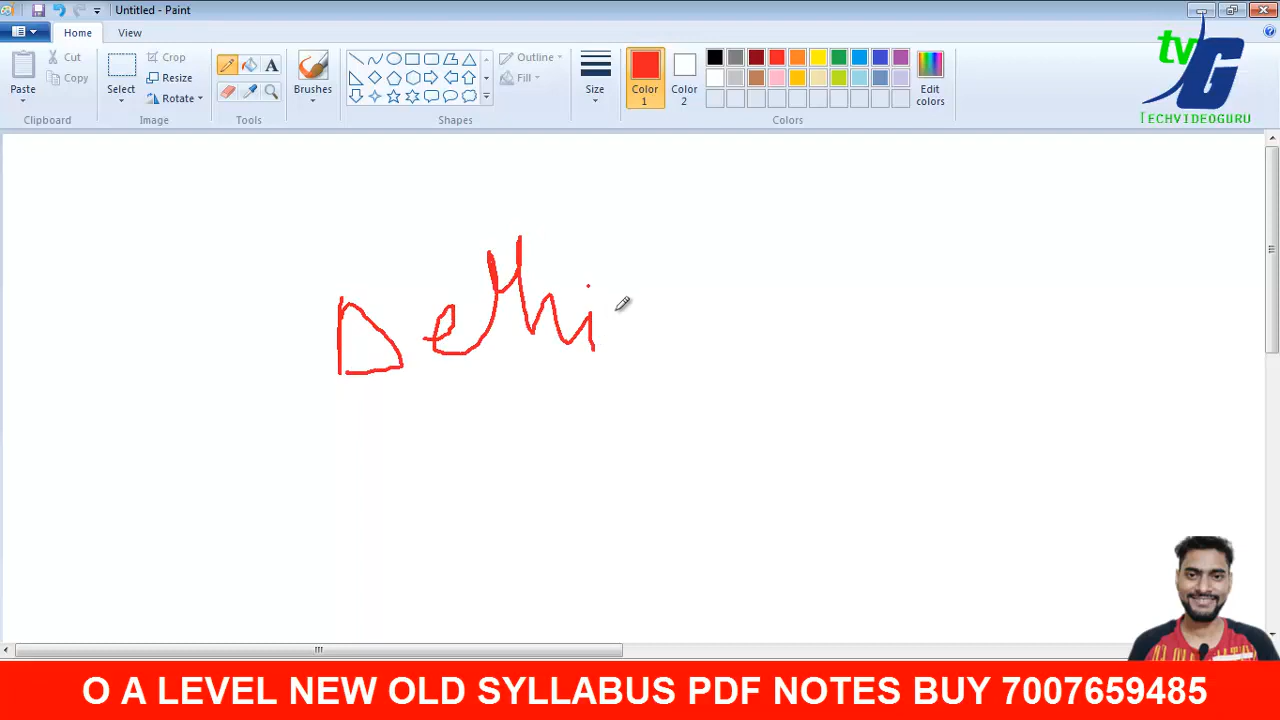 Untitled - Paint
Home View
Paste
Cut
Copy
Clipboard
Select
Crop
Resize
Rotate
Image
A
Tools
Brushes
Outline
Fill
Shapes
Size
Color 1
Color 2
Edit colors
Colors
tv G
TECHVIDEOGURU
Delhi
O A LEVEL NEW OLD SYLLABUS PDF NOTES BUY 7007659485